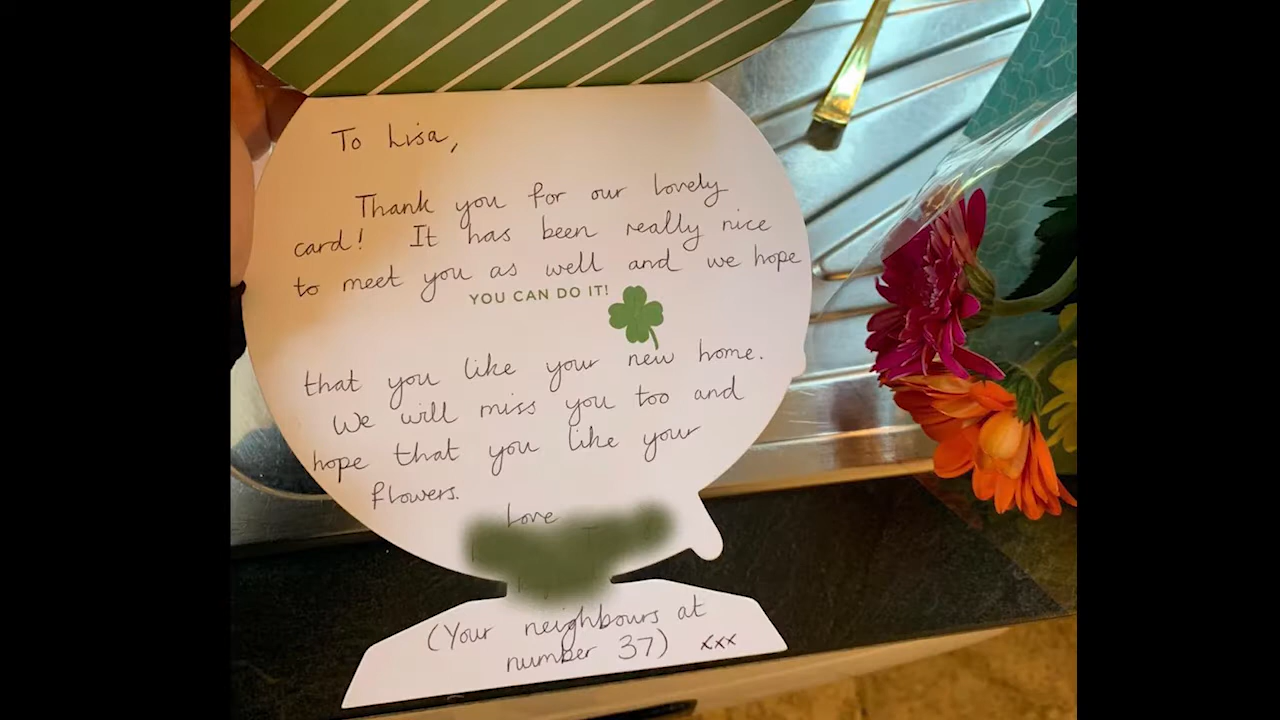 To Lisa,
Thank you for our lovely
card! It has been really nice
to meet you as well and we hope
YOU CAN DO IT!
that you like your new home.
We will miss you too and
hope that you like your
flowers.
Love
(Your neighbours at
number 37) xxx